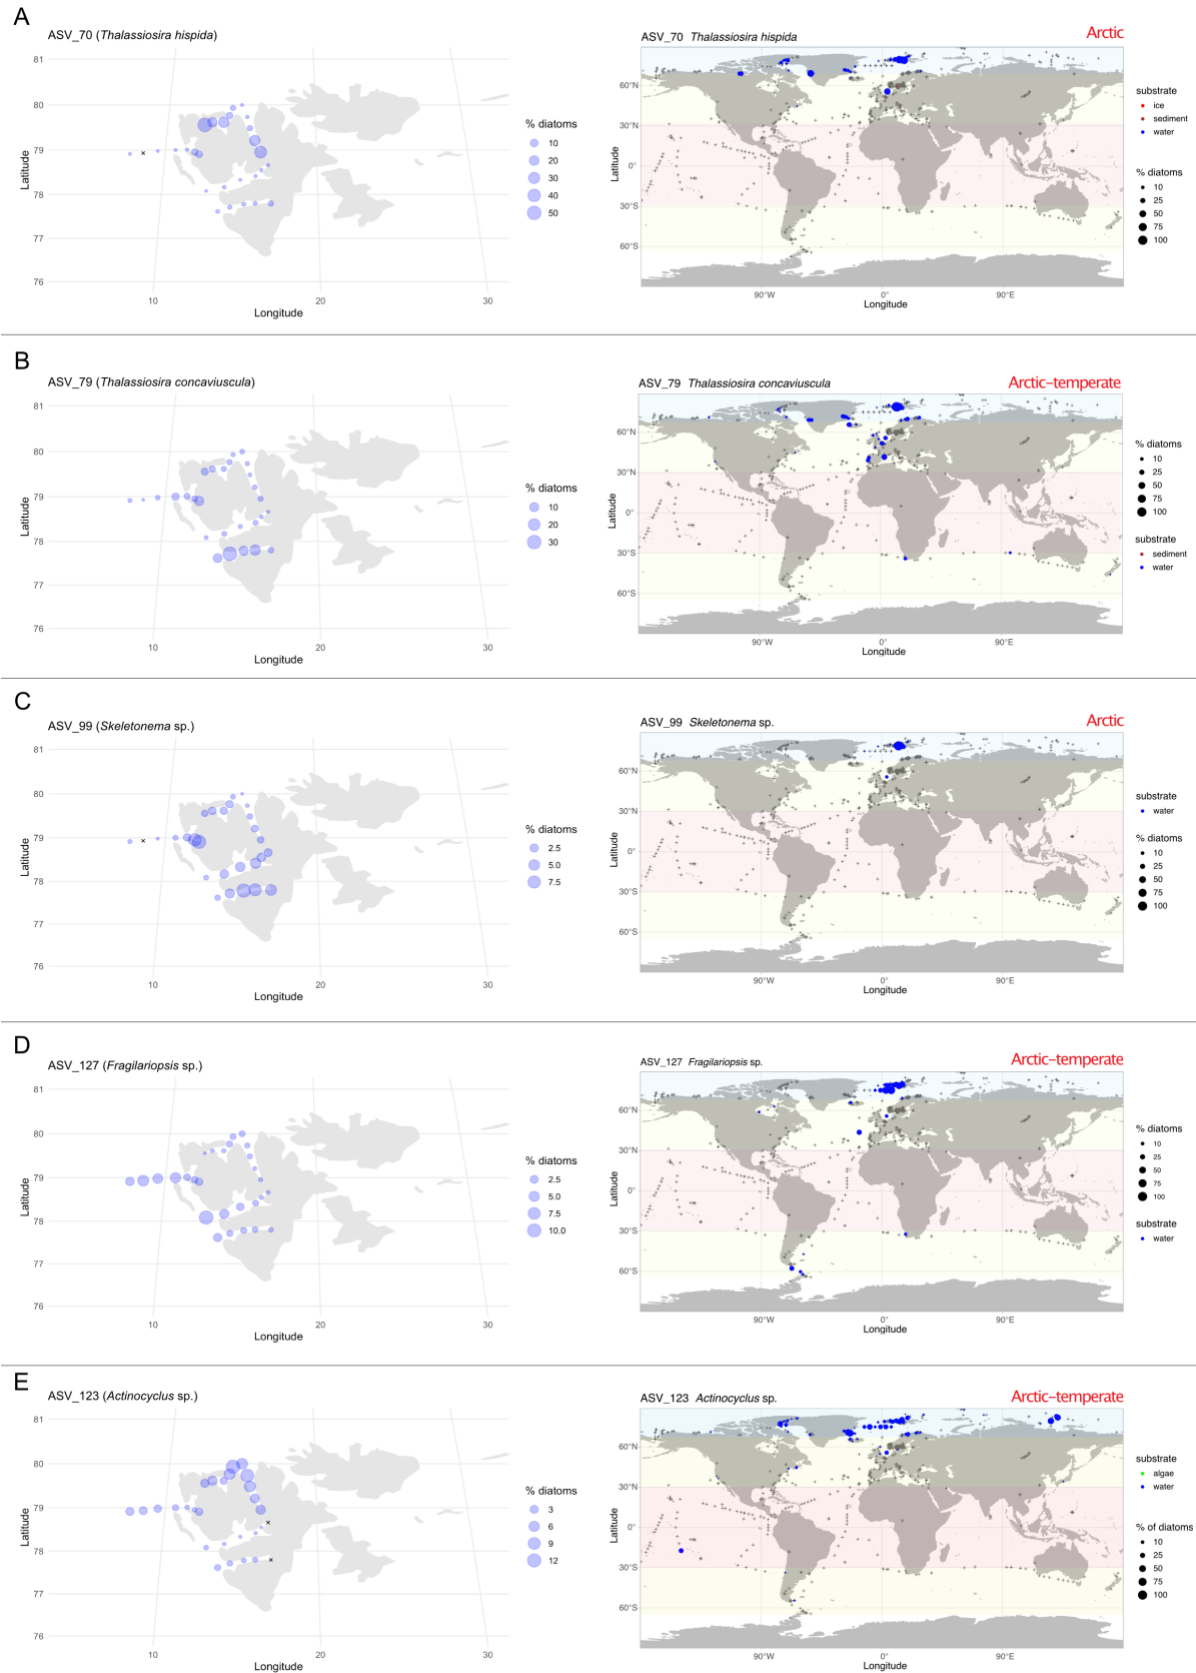 A
ASV_70 (Thalassiosira hispida)
81
80
79
78
77
76
Latitude
10
20
30
Longitude
% diatoms
10
20
30
40
50
ASV_70 Thalassiosira hispida
Arctic
60°N
30°N
0°
30°S
60°S
Latitude
90°W
0°
90°E
Longitude
substrate
ice
sediment
water
% diatoms
10
25
50
75
100
B
ASV_79 (Thalassiosira concaviuscula)
81
80
79
78
77
76
Latitude
10
20
30
Longitude
% diatoms
10
20
30
ASV_79 Thalassiosira concaviuscula
Arctic–temperate
60°N
30°N
0°
30°S
60°S
Latitude
90°W
0°
90°E
Longitude
% diatoms
10
25
50
75
100
substrate
sediment
water
C
ASV_99 (Skeletonema sp.)
81
80
79
78
77
76
Latitude
10
20
30
Longitude
% diatoms
2.5
5.0
7.5
ASV_99 Skeletonema sp.
Arctic
60°N
30°N
0°
30°S
60°S
Latitude
90°W
0°
90°E
Longitude
substrate
water
% diatoms
10
25
50
75
100
D
ASV_127 (Fragilariopsis sp.)
81
80
79
78
77
76
Latitude
10
20
30
Longitude
% diatoms
2.5
5.0
7.5
10.0
ASV_127 Fragilariopsis sp.
Arctic–temperate
60°N
30°N
0°
30°S
60°S
Latitude
90°W
0°
90°E
Longitude
% diatoms
10
25
50
75
100
substrate
water
E
ASV_123 (Actinocyclus sp.)
81
80
79
78
77
76
Latitude
10
20
30
Longitude
% diatoms
3
6
9
12
ASV_123 Actinocyclus sp.
Arctic–temperate
60°N
30°N
0°
30°S
60°S
Latitude
90°W
0°
90°E
Longitude
substrate
algae
water
% of diatoms
10
25
50
75
100